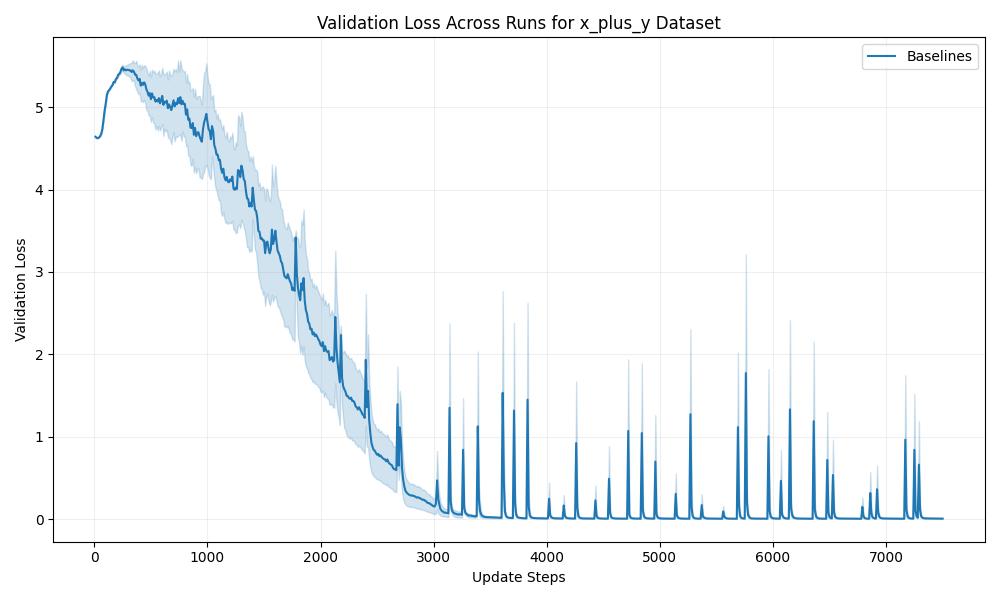 Validation Loss Across Runs for x_plus_y Dataset
Baselines
Validation Loss
5
4
3
2
1
0
0 1000 2000 3000 4000 5000 6000 7000
Update Steps